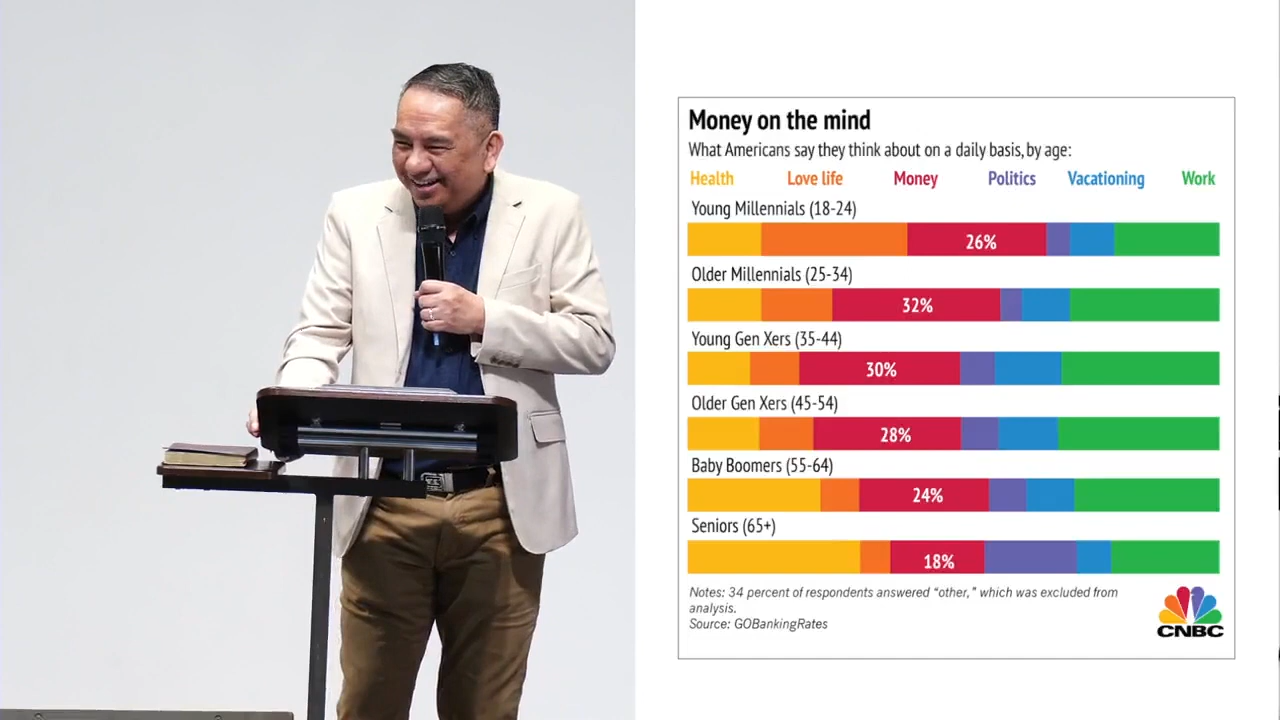 Money on the mind
What Americans say they think about on a daily basis, by age:
Health Love life Money Politics Vacationing Work
Young Millennials (18-24)
26%
Older Millennials (25-34)
32%
Young Gen Xers (35-44)
30%
Older Gen Xers (45-54)
28%
Baby Boomers (55-64)
24%
Seniors (65+)
18%
Notes: 34 percent of respondents answered “other,” which was excluded from
analysis.
Source: GOBankingRates
CNBC